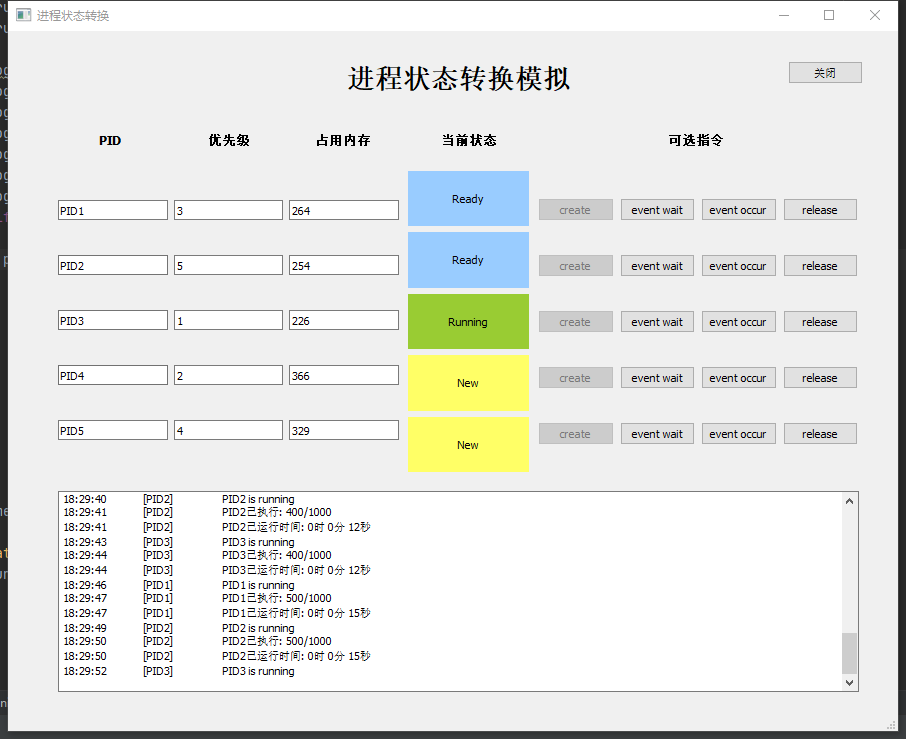 进程状态转换
进程状态转换模拟
关闭
PID 优先级 占用内存 当前状态 可选指令
PID1 3 264 Ready create event wait event occur release
PID2 5 254 Ready create event wait event occur release
PID3 1 226 Running create event wait event occur release
PID4 2 366 New create event wait event occur release
PID5 4 329 New create event wait event occur release
18:29:40 [PID2] PID2 is running
18:29:41 [PID2] PID2已执行: 400/1000
18:29:41 [PID2] PID2已运行时间: 0时 0分 12秒
18:29:43 [PID3] PID3 is running
18:29:44 [PID3] PID3已执行: 400/1000
18:29:44 [PID3] PID3已运行时间: 0时 0分 12秒
18:29:46 [PID1] PID1 is running
18:29:47 [PID1] PID1已执行: 500/1000
18:29:47 [PID1] PID1已运行时间: 0时 0分 15秒
18:29:49 [PID2] PID2 is running
18:29:50 [PID2] PID2已执行: 500/1000
18:29:50 [PID2] PID2已运行时间: 0时 0分 15秒
18:29:52 [PID3] PID3 is running